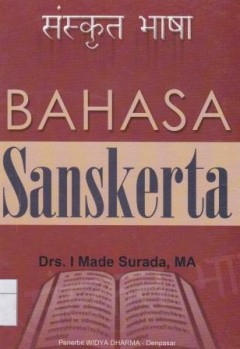 संस्कृत भाषा
BAHASA
Sanskerta
Drs. I Made Surada, MA
Penerbit WIDYA DHARMA - Denpasar